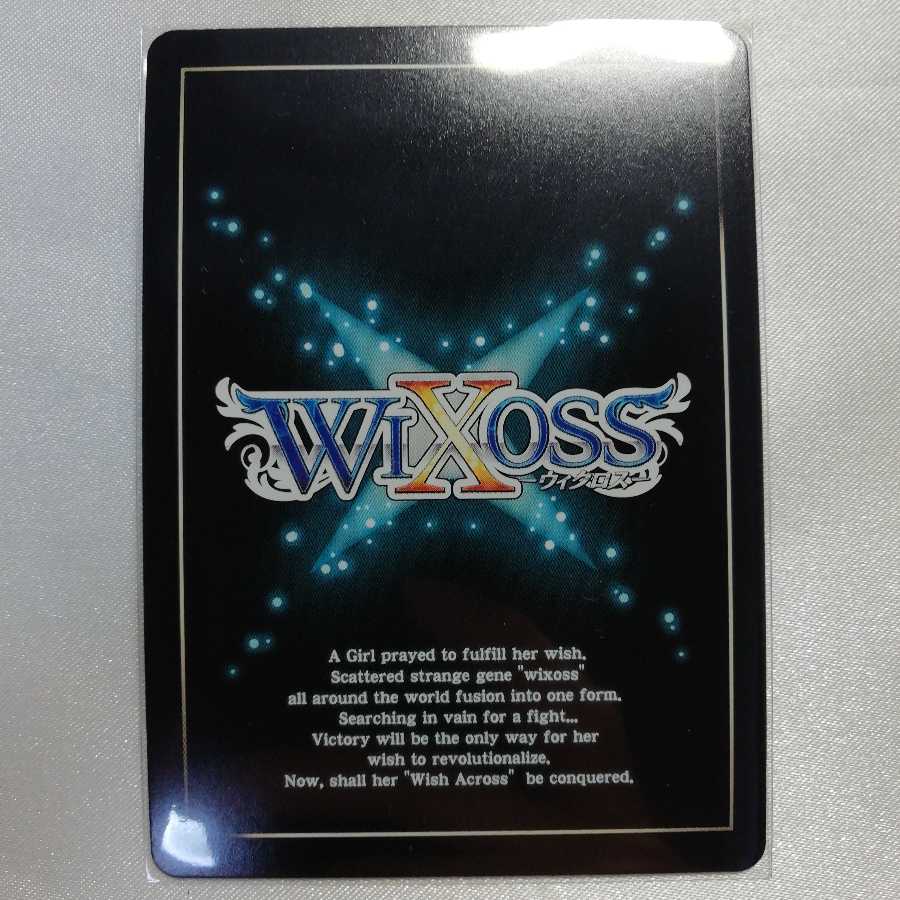 WIXOSS
ーウィクロスー
A Girl prayed to fulfill her wish.
Scattered strange gene "wixoss"
all around the world fusion into one form.
Searching in vain for a fight...
Victory will be the only way for her
wish to revolutionalize.
Now, shall her "Wish Across" be conquered.